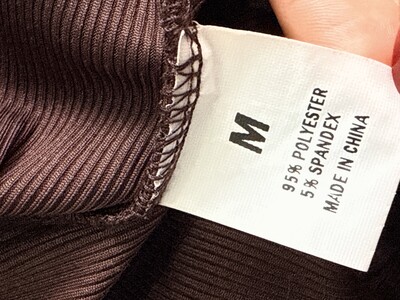 M
95% POLYESTER
5% SPANDEX
MADE IN CHINA